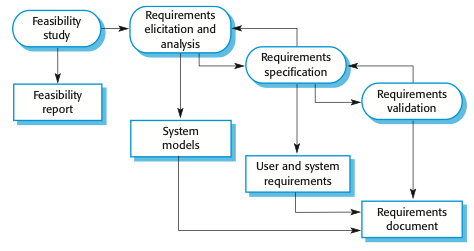 Feasibility
study
Requirements
elicitation and
analysis
Requirements
specification
Requirements
validation
Feasibility
report
System
models
User and system
requirements
Requirements
document